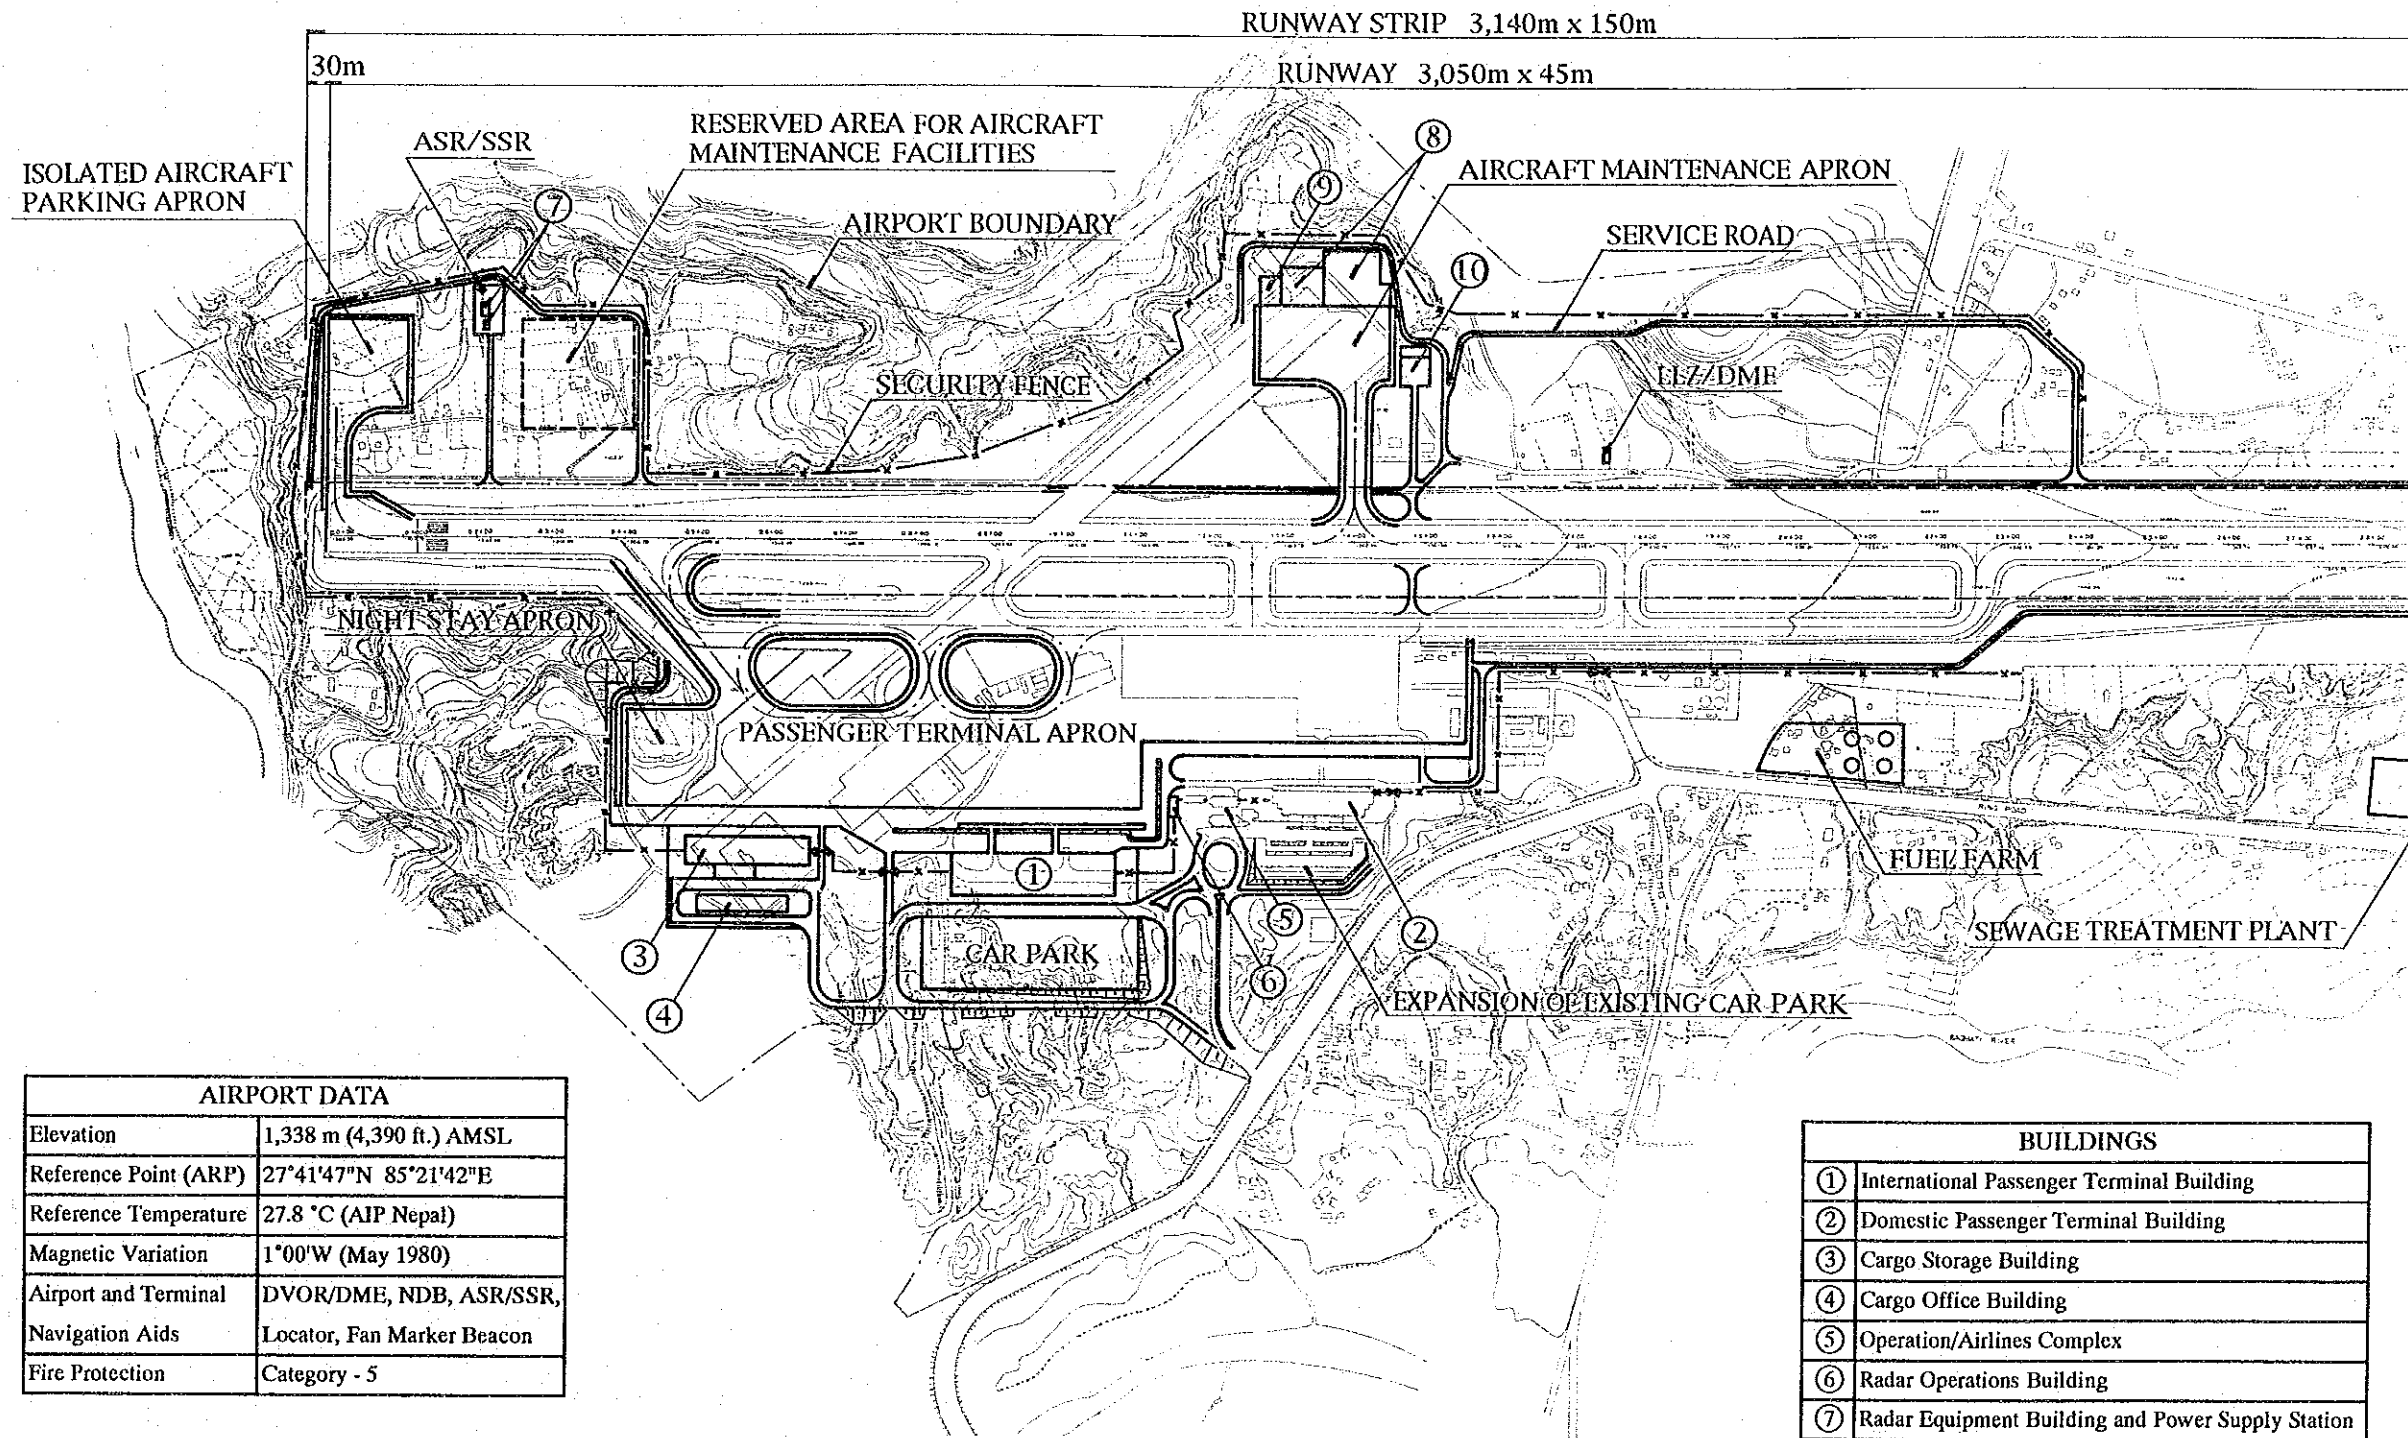 RUNWAY STRIP 3,140m x 150m
30m
RUNWAY 3,050m x 45m
ISOLATED AIRCRAFT
PARKING APRON
ASR/SSR
RESERVED AREA FOR AIRCRAFT
MAINTENANCE FACILITIES
⑦
AIRPORT BOUNDARY
⑧
⑨
AIRCRAFT MAINTENANCE APRON
SERVICE ROAD
⑩
SECURITY FENCE
LLZ/DME
NIGHT STAY APRON
PASSENGER TERMINAL APRON
①
CAR PARK
③
④
⑤
⑥
②
RING ROAD
FUEL FARM
SEWAGE TREATMENT PLANT
EXPANSION OF EXISTING CAR PARK
BAGMATI RIVER
AIRPORT DATA
Elevation 1,338 m (4,390 ft.) AMSL
Reference Point (ARP) 27°41'47"N 85°21'42"E
Reference Temperature 27.8 °C (AIP Nepal)
Magnetic Variation 1°00'W (May 1980)
Airport and Terminal DVOR/DME, NDB, ASR/SSR,
Navigation Aids Locator, Fan Marker Beacon
Fire Protection Category - 5
BUILDINGS
① International Passenger Terminal Building
② Domestic Passenger Terminal Building
③ Cargo Storage Building
④ Cargo Office Building
⑤ Operation/Airlines Complex
⑥ Radar Operations Building
⑦ Radar Equipment Building and Power Supply Station